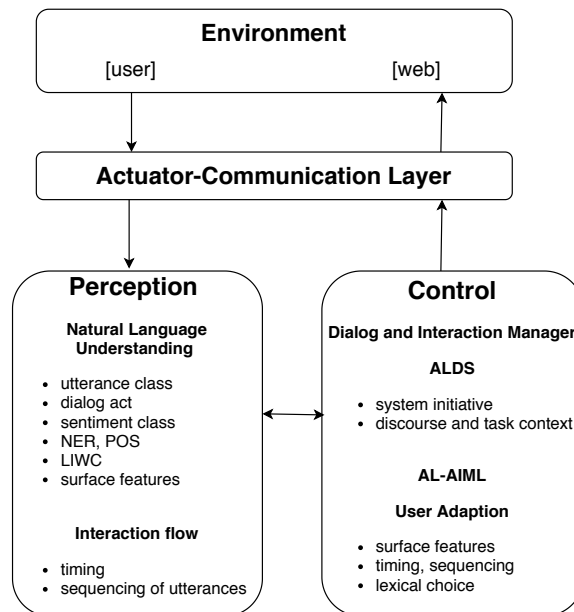 Environment
[user] [web]
Actuator-Communication Layer
Perception
Natural Language
Understanding
• utterance class
• dialog act
• sentiment class
• NER, POS
• LIWC
• surface features
Interaction flow
• timing
• sequencing of utterances
Control
Dialog and Interaction Manager
ALDS
• system initiative
• discourse and task context
AL-AIML
User Adaption
• surface features
• timing, sequencing
• lexical choice